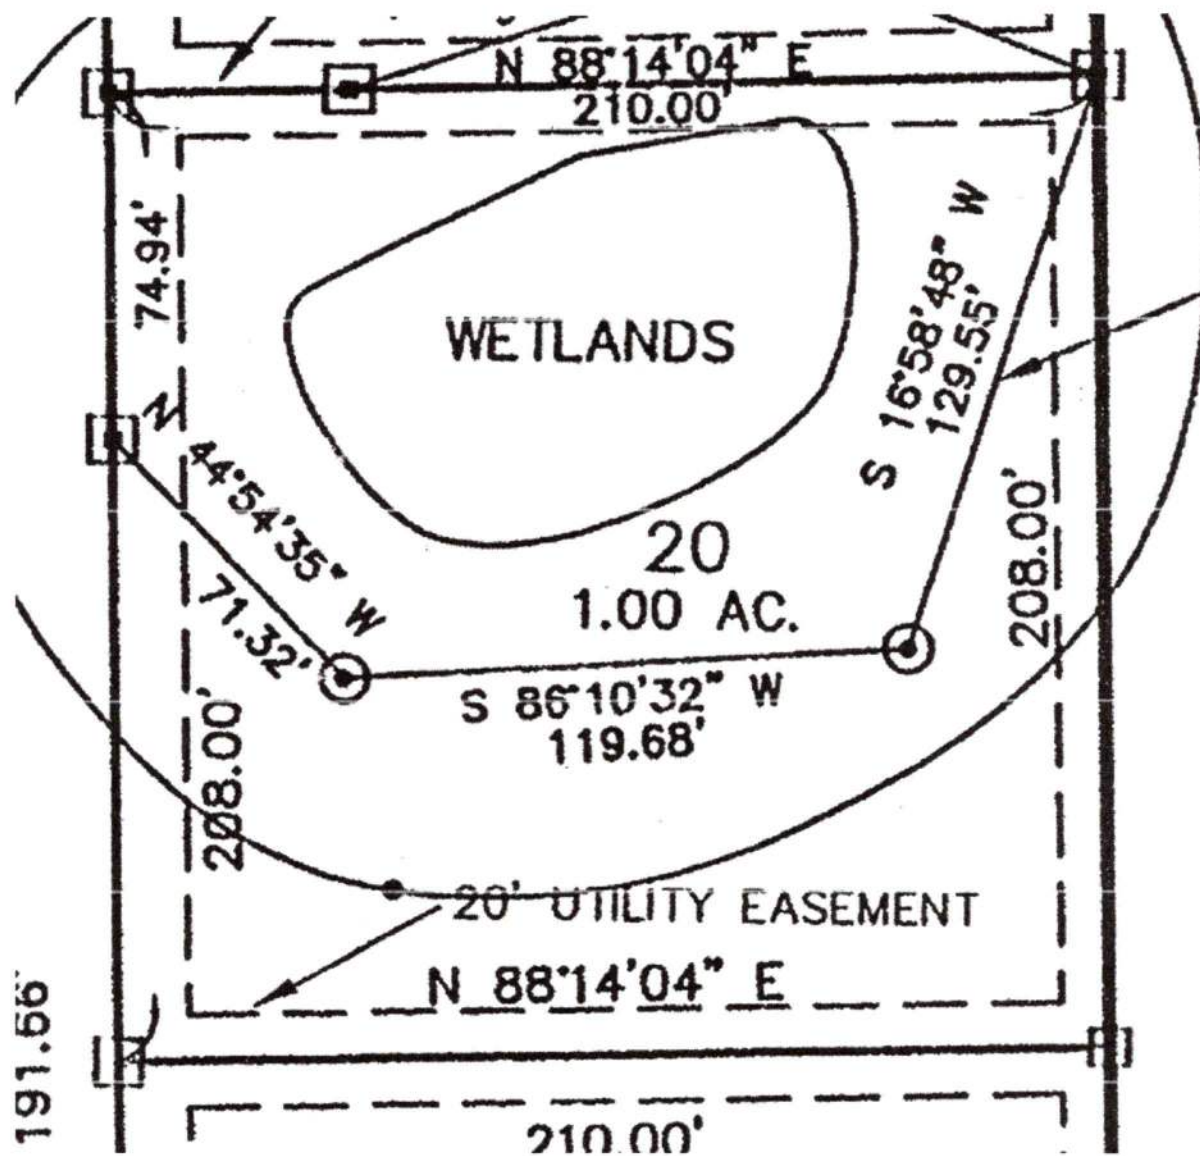 N 88°14'04" E
210.00'
74.94'
S 16°58'48" W
129.55'
WETLANDS
N 44°54'35" W
71.32'
20
1.00 AC.
208.00'
S 86°10'32" W
119.68'
208.00'
20' UTILITY EASEMENT
N 88°14'04" E
191.66
210.00'